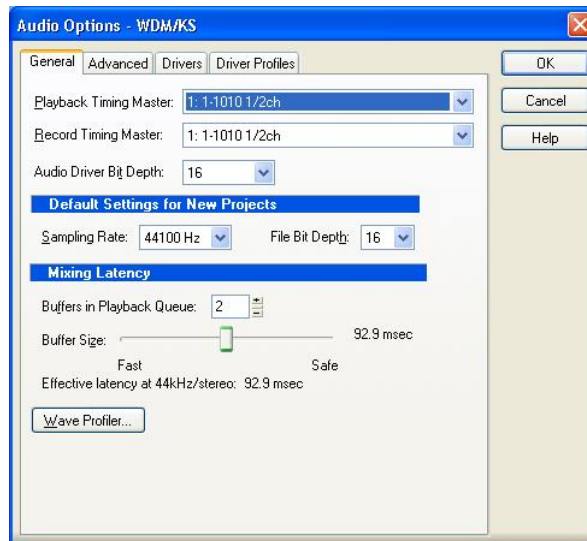 Audio Options - WDM/KS
General Advanced Drivers Driver Profiles
OK
Cancel
Help
Playback Timing Master: 1: 1-1010 1/2ch
Record Timing Master: 1: 1-1010 1/2ch
Audio Driver Bit Depth: 16
Default Settings for New Projects
Sampling Rate: 44100 Hz File Bit Depth: 16
Mixing Latency
Buffers in Playback Queue: 2
Buffer Size: 92.9 msec
Fast Safe
Effective latency at 44kHz/stereo: 92.9 msec
Wave Profiler...